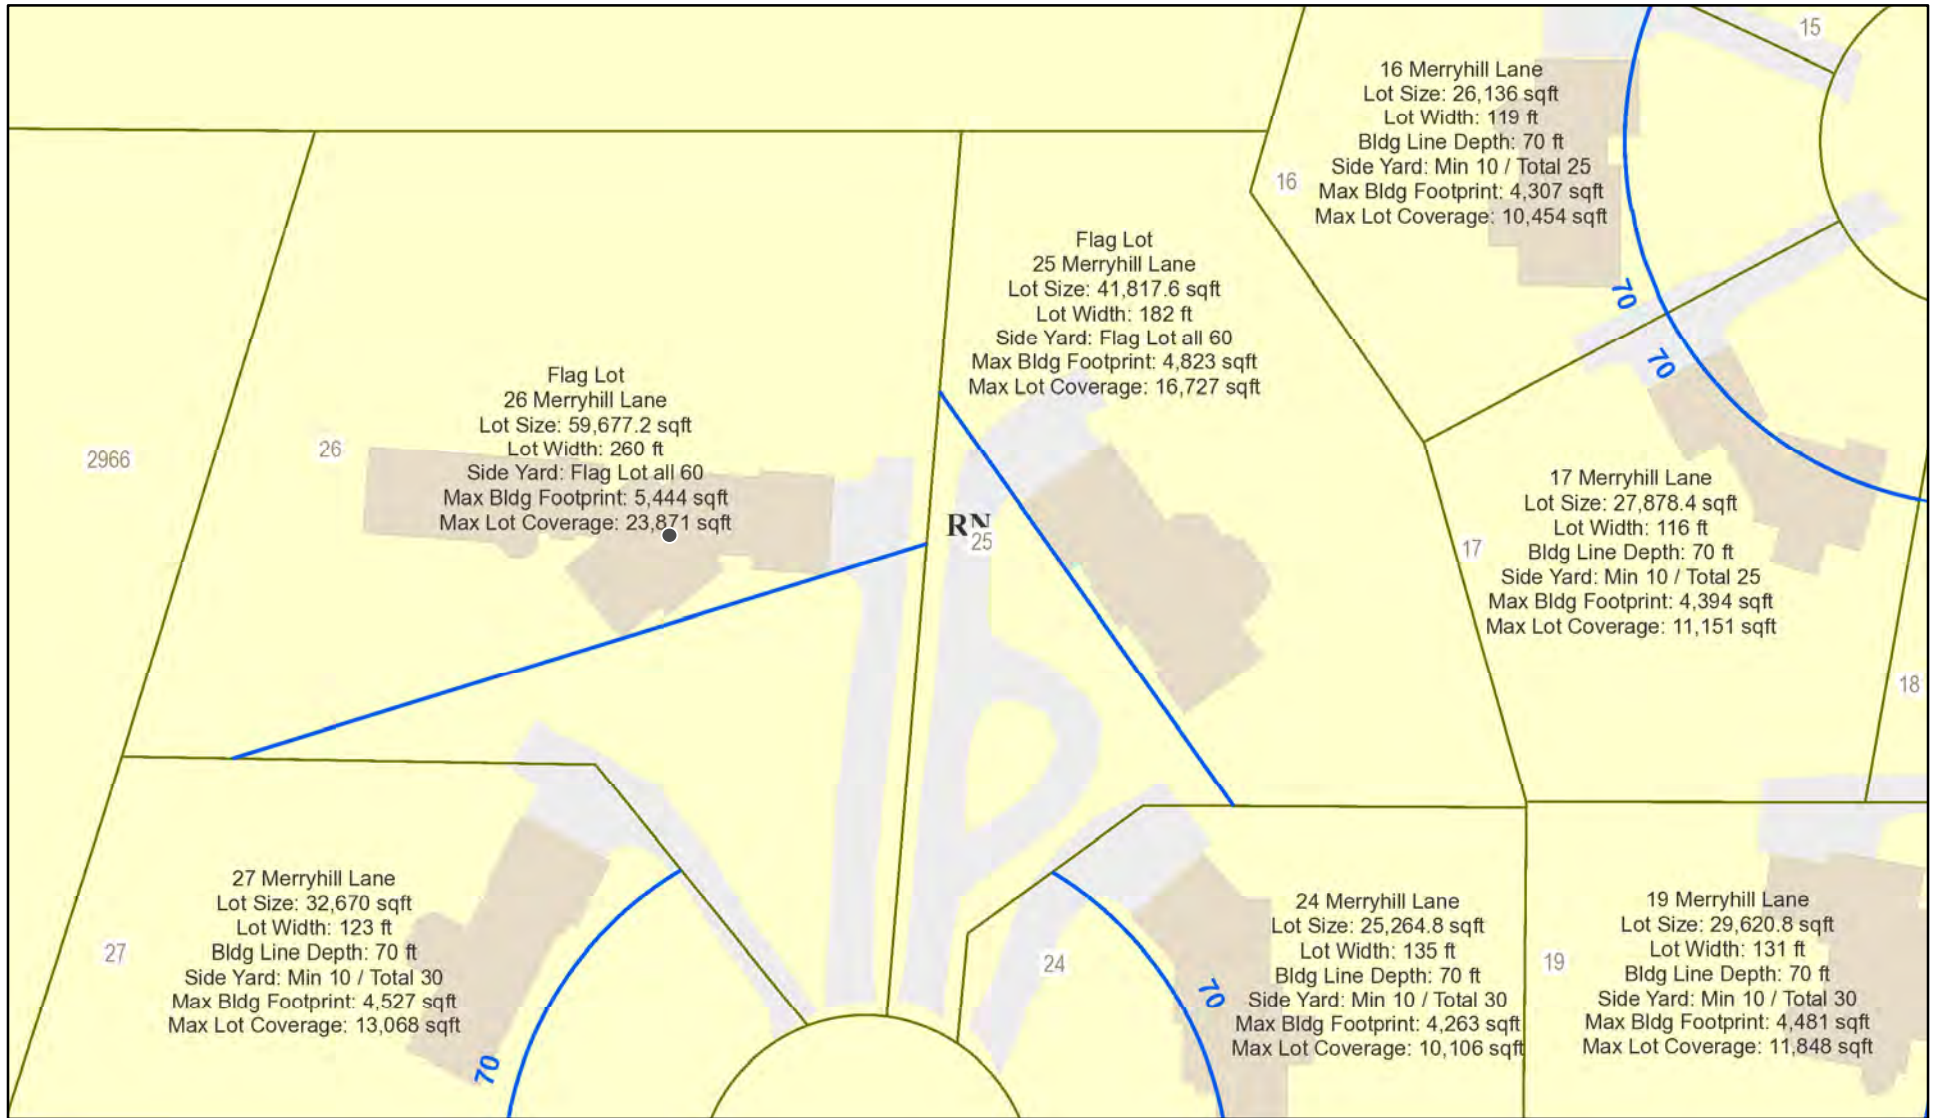 15
16 Merryhill Lane
Lot Size: 26,136 sqft
Lot Width: 119 ft
Bldg Line Depth: 70 ft
Side Yard: Min 10 / Total 25
Max Bldg Footprint: 4,307 sqft
Max Lot Coverage: 10,454 sqft
16
70
70
Flag Lot
25 Merryhill Lane
Lot Size: 41,817.6 sqft
Lot Width: 182 ft
Side Yard: Flag Lot all 60
Max Bldg Footprint: 4,823 sqft
Max Lot Coverage: 16,727 sqft
Flag Lot
26 Merryhill Lane
Lot Size: 59,677.2 sqft
Lot Width: 260 ft
Side Yard: Flag Lot all 60
Max Bldg Footprint: 5,444 sqft
Max Lot Coverage: 23,871 sqft
2966
26
RN
25
17 Merryhill Lane
Lot Size: 27,878.4 sqft
Lot Width: 116 ft
Bldg Line Depth: 70 ft
Side Yard: Min 10 / Total 25
Max Bldg Footprint: 4,394 sqft
Max Lot Coverage: 11,151 sqft
17
18
27 Merryhill Lane
Lot Size: 32,670 sqft
Lot Width: 123 ft
Bldg Line Depth: 70 ft
Side Yard: Min 10 / Total 30
Max Bldg Footprint: 4,527 sqft
Max Lot Coverage: 13,068 sqft
27
70
24
70
24 Merryhill Lane
Lot Size: 25,264.8 sqft
Lot Width: 135 ft
Bldg Line Depth: 70 ft
Side Yard: Min 10 / Total 30
Max Bldg Footprint: 4,263 sqft
Max Lot Coverage: 10,106 sqft
19
19 Merryhill Lane
Lot Size: 29,620.8 sqft
Lot Width: 131 ft
Bldg Line Depth: 70 ft
Side Yard: Min 10 / Total 30
Max Bldg Footprint: 4,481 sqft
Max Lot Coverage: 11,848 sqft